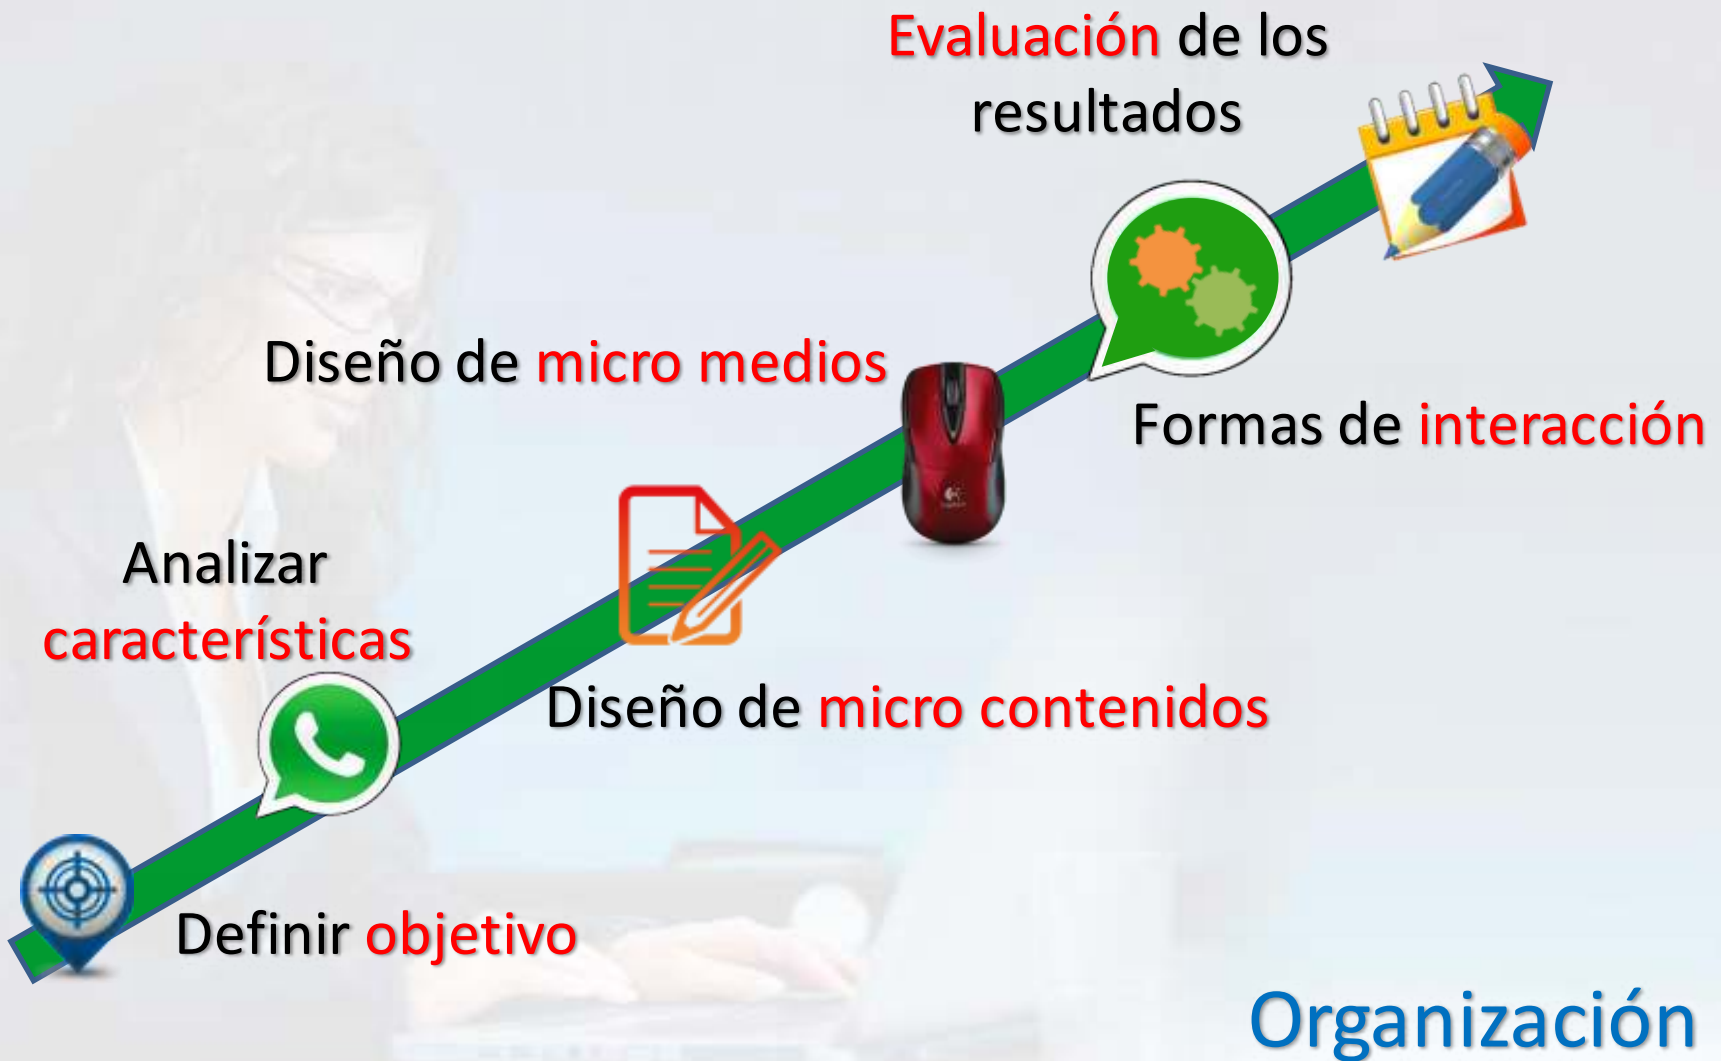 Evaluación de los
resultados
Diseño de micro medios
Formas de interacción
Analizar
características
Diseño de micro contenidos
Definir objetivo
Organización